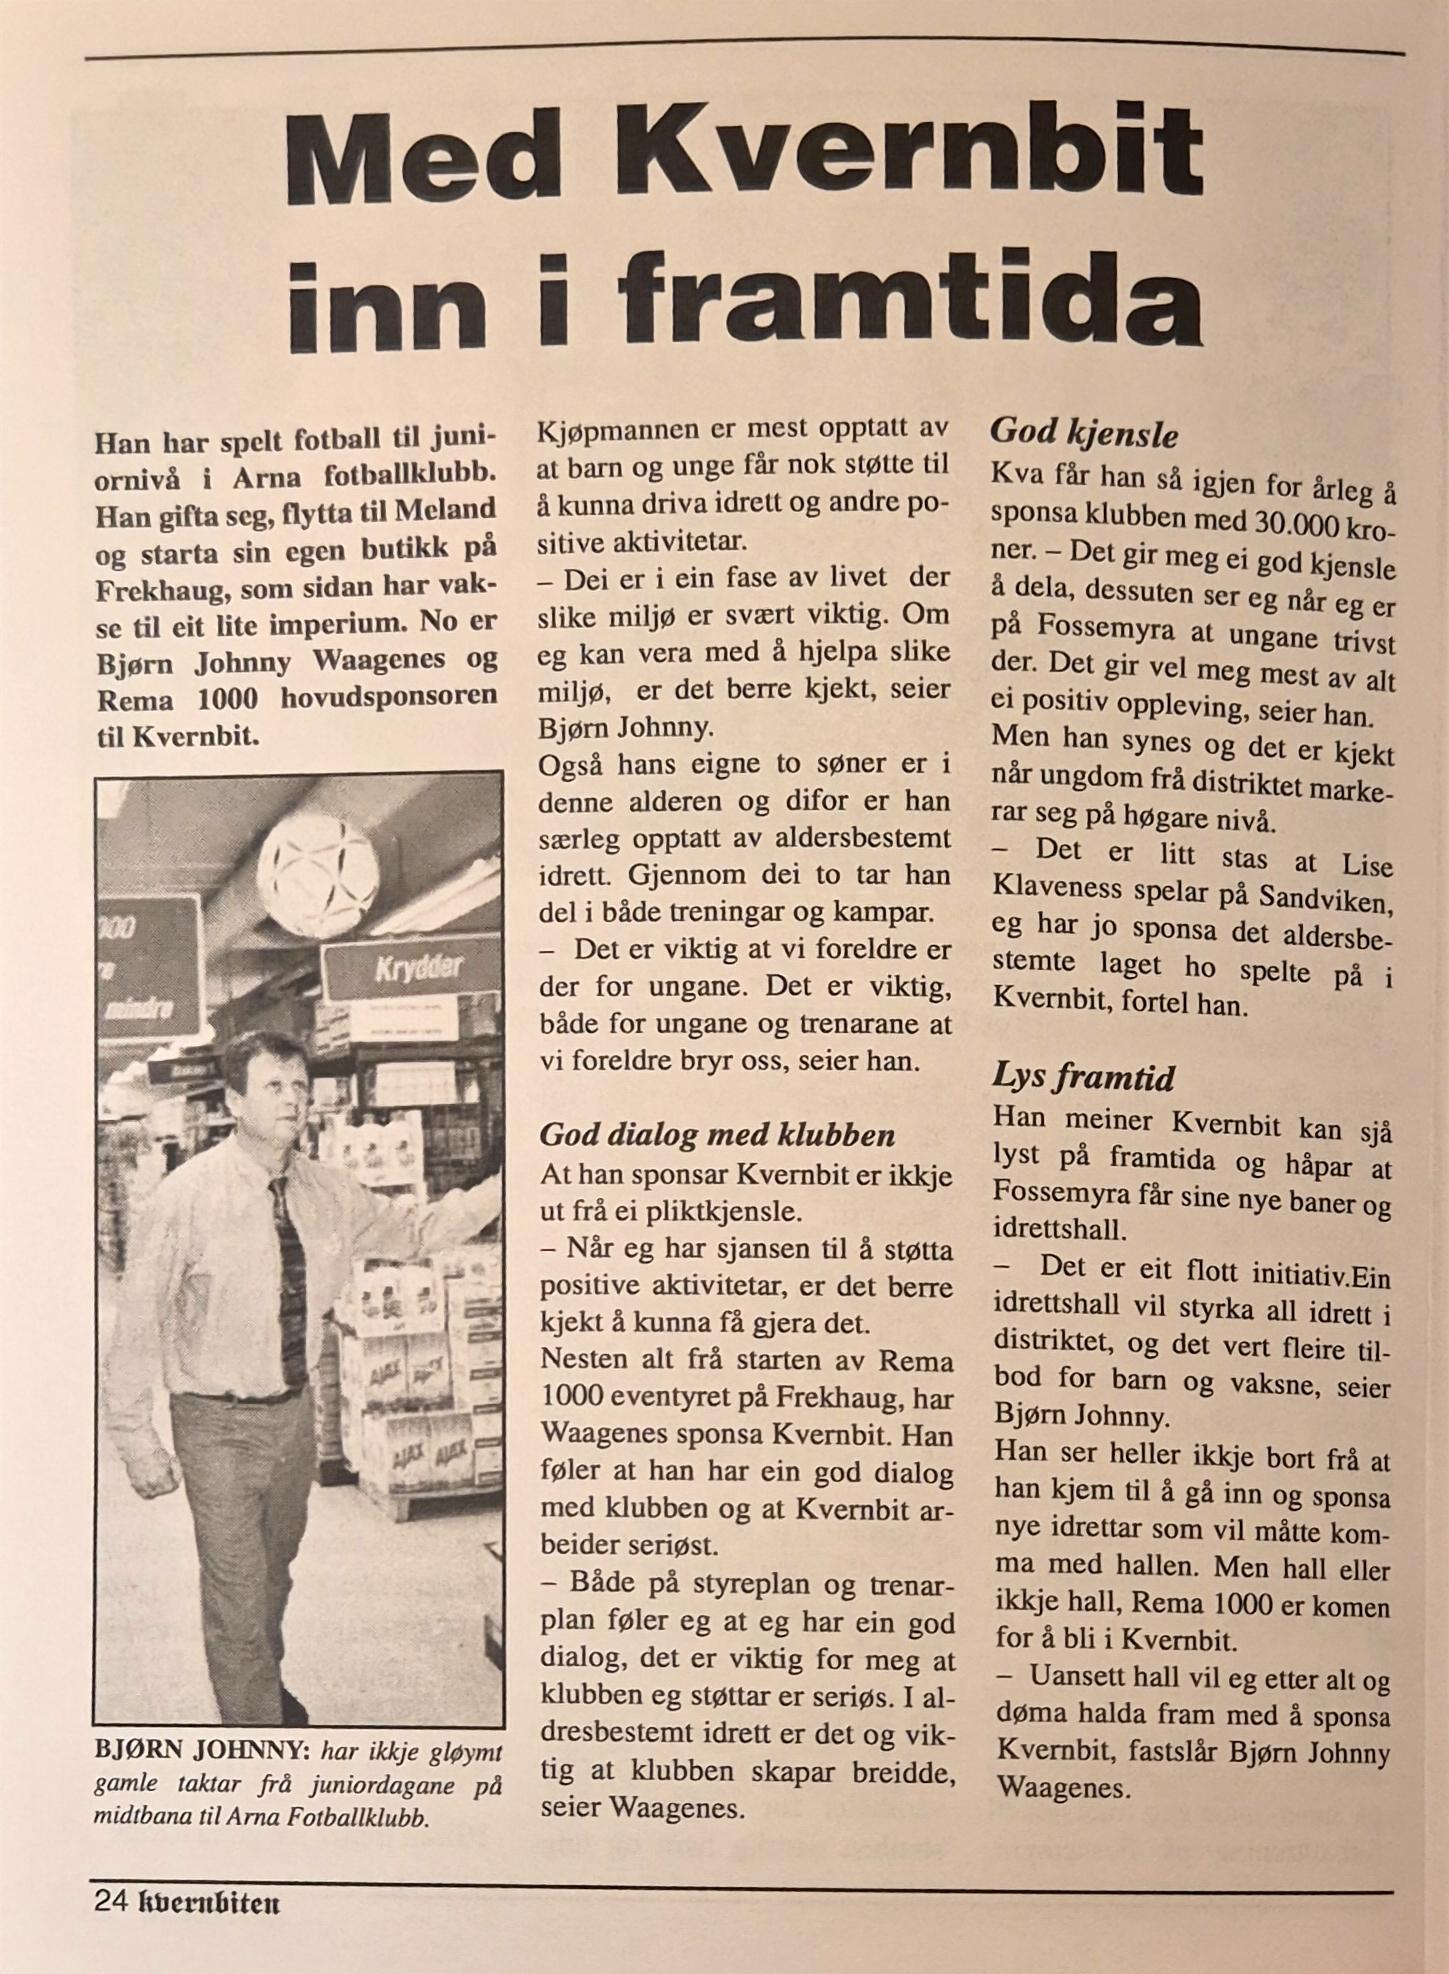 Med Kvernbit
inn i framtida
Han har spelt fotball til juni-
ornivå i Arna fotballklubb.
Han gifta seg, flytta til Meland
og starta sin egen butikk på
Frekhaug, som sidan har vak-
se til eit lite imperium. No er
Bjørn Johnny Waagenes og
Rema 1000 hovudsponsoren
til Kvernbit.
000
mindre
Krydder
AJAX
AJAX AJAX
BJØRN JOHNNY: har ikkje gløymt
gamle taktar frå juniordagane på
midtbana til Arna Fotballklubb.
Kjøpmannen er mest opptatt av
at barn og unge får nok støtte til
å kunna driva idrett og andre po-
sitive aktivitetar.
– Dei er i ein fase av livet der
slike miljø er svært viktig. Om
eg kan vera med å hjelpa slike
miljø, er det berre kjekt, seier
Bjørn Johnny.
Også hans eigne to søner er i
denne alderen og difor er han
særleg opptatt av aldersbestemt
idrett. Gjennom dei to tar han
del i både treningar og kampar.
– Det er viktig at vi foreldre er
der for ungane. Det er viktig,
både for ungane og trenarane at
vi foreldre bryr oss, seier han.
God dialog med klubben
At han sponsar Kvernbit er ikkje
ut frå ei pliktkjensle.
– Når eg har sjansen til å støtta
positive aktivitetar, er det berre
kjekt å kunna få gjera det.
Nesten alt frå starten av Rema
1000 eventyret på Frekhaug, har
Waagenes sponsa Kvernbit. Han
føler at han har ein god dialog
med klubben og at Kvernbit ar-
beider seriøst.
– Både på styreplan og trenar-
plan føler eg at eg har ein god
dialog, det er viktig for meg at
klubben eg støttar er seriøs. I al-
dresbestemt idrett er det og vik-
tig at klubben skapar breidde,
seier Waagenes.
God kjensle
Kva får han så igjen for årleg å
sponsa klubben med 30.000 kro-
ner. – Det gir meg ei god kjensle
å dela, dessuten ser eg når eg er
på Fossemyra at ungane trivst
der. Det gir vel meg mest av alt
ei positiv oppleving, seier han.
Men han synes og det er kjekt
når ungdom frå distriktet marke-
rar seg på høgare nivå.
– Det er litt stas at Lise
Klaveness spelar på Sandviken,
eg har jo sponsa det aldersbe-
stemte laget ho spelte på i
Kvernbit, fortel han.
Lys framtid
Han meiner Kvernbit kan sjå
lyst på framtida og håpar at
Fossemyra får sine nye baner og
idrettshall.
– Det er eit flott initiativ.Ein
idrettshall vil styrka all idrett i
distriktet, og det vert fleire til-
bod for barn og vaksne, seier
Bjørn Johnny.
Han ser heller ikkje bort frå at
han kjem til å gå inn og sponsa
nye idrettar som vil måtte kom-
ma med hallen. Men hall eller
ikkje hall, Rema 1000 er komen
for å bli i Kvernbit.
– Uansett hall vil eg etter alt og
døma halda fram med å sponsa
Kvernbit, fastslår Bjørn Johnny
Waagenes.
24 kvernbiten